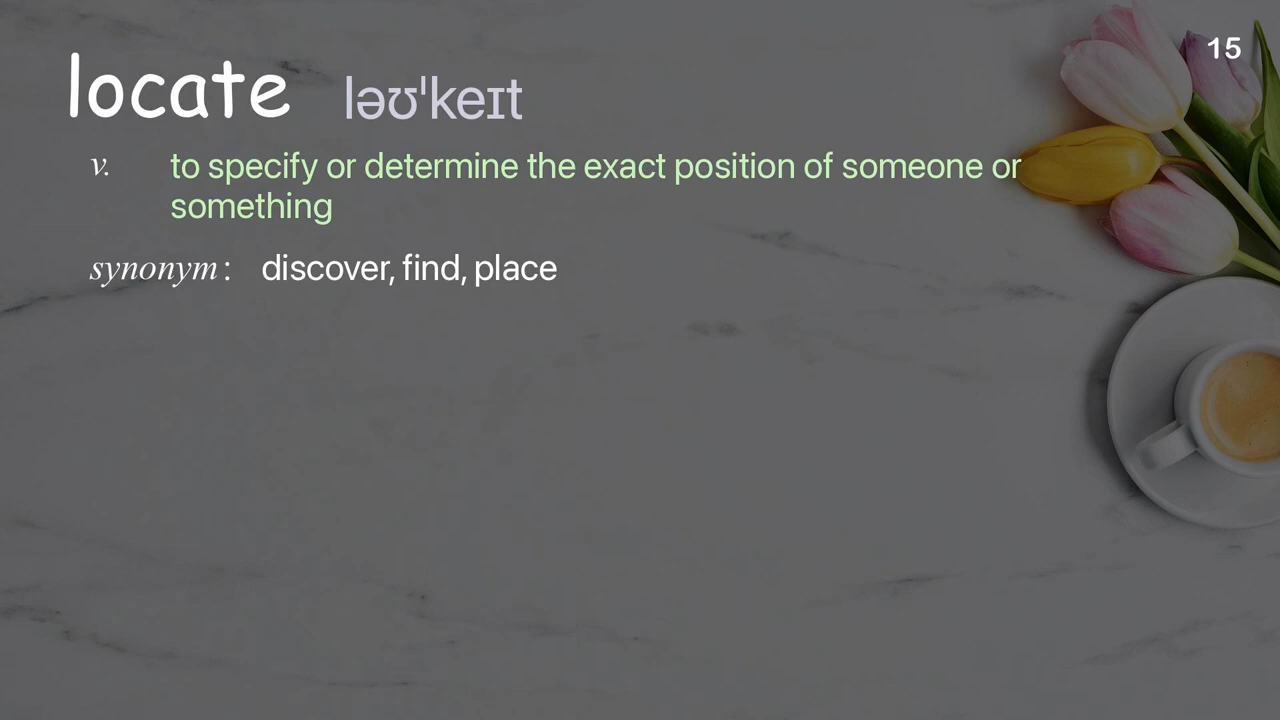 15
locate ləʊˈkeɪt
v. to specify or determine the exact position of someone or
something
synonym : discover, find, place